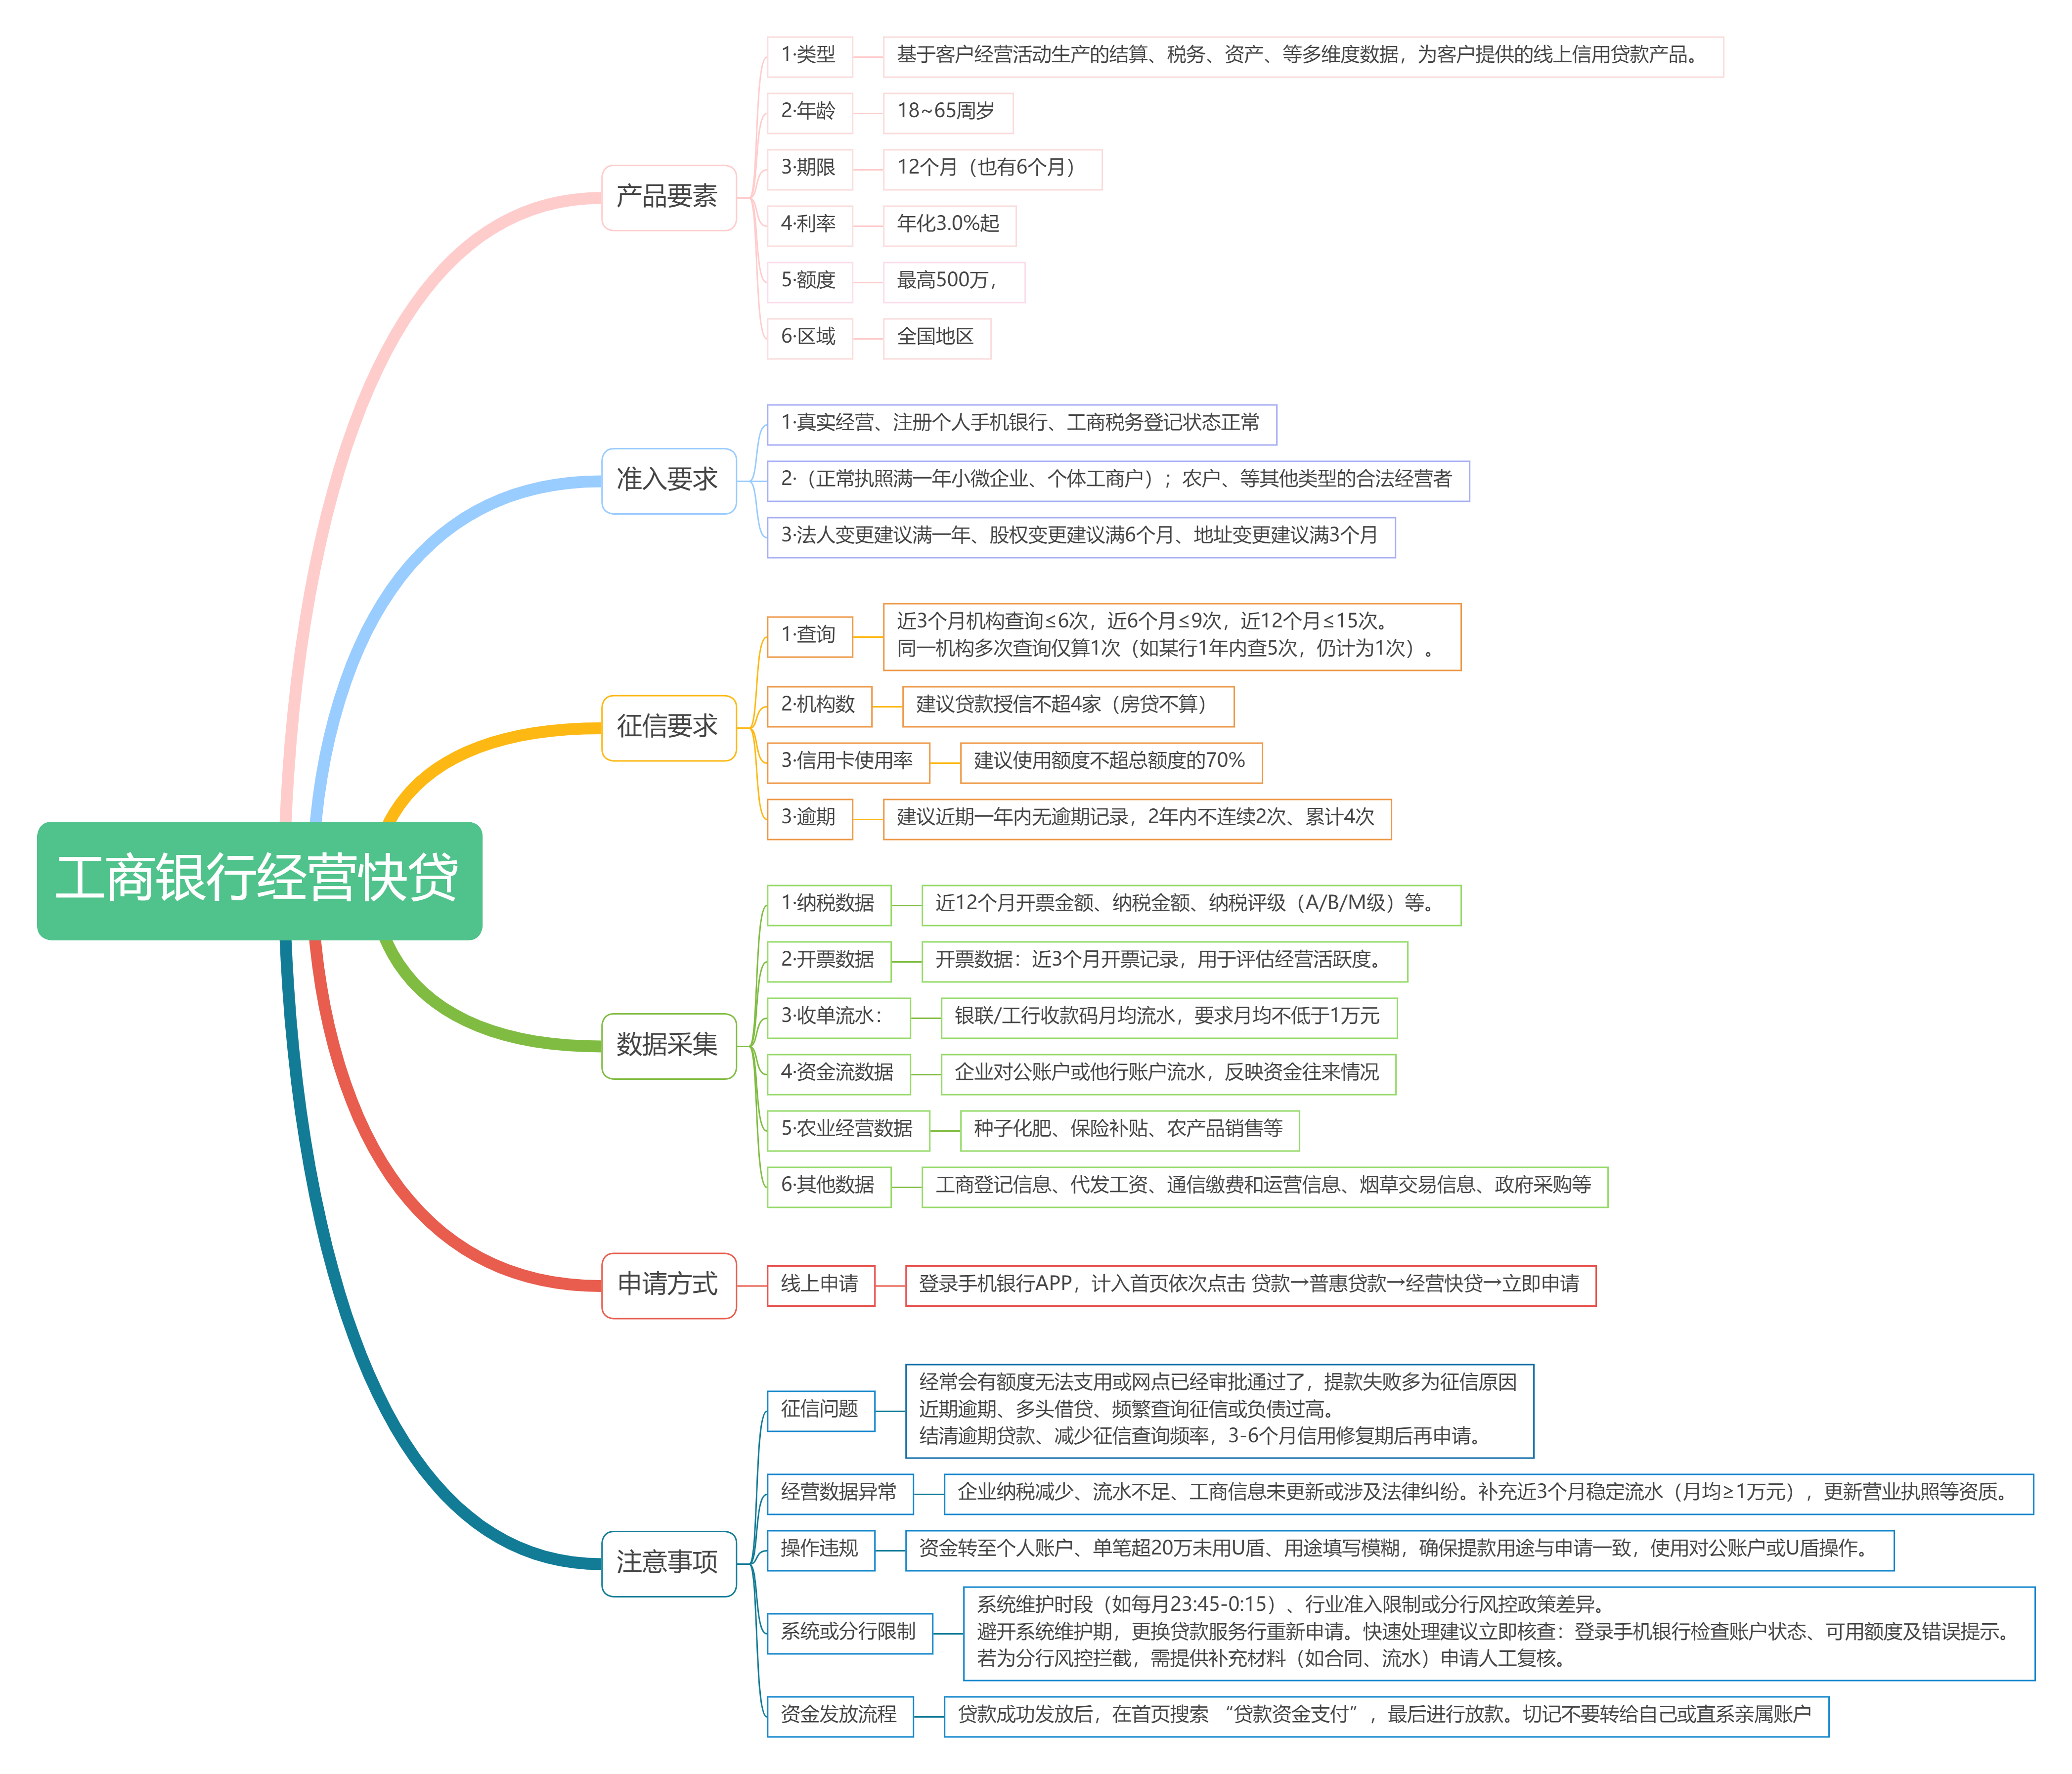 工商银行经营快贷
产品要素
1·类型
基于客户经营活动生产的结算、税务、资产、等多维度数据，为客户提供的线上信用贷款产品。
2·年龄
18~65周岁
3·期限
12个月（也有6个月）
4·利率
年化3.0%起
5·额度
最高500万，
6·区域
全国地区
准入要求
1·真实经营、注册个人手机银行、工商税务登记状态正常
2·（正常执照满一年小微企业、个体工商户）；农户、等其他类型的合法经营者
3·法人变更建议满一年、股权变更建议满6个月、地址变更建议满3个月
征信要求
1·查询
近3个月机构查询≤6次，近6个月≤9次，近12个月≤15次。
同一机构多次查询仅算1次（如某行1年内查5次，仍计为1次）。
2·机构数
建议贷款授信不超4家（房贷不算）
3·信用卡使用率
建议使用额度不超总额度的70%
3·逾期
建议近期一年内无逾期记录，2年内不连续2次、累计4次
数据采集
1·纳税数据
近12个月开票金额、纳税金额、纳税评级（A/B/M级）等。
2·开票数据
开票数据：近3个月开票记录，用于评估经营活跃度。
3·收单流水：
银联/工行收款码月均流水，要求月均不低于1万元
4·资金流数据
企业对公账户或他行账户流水，反映资金往来情况
5·农业经营数据
种子化肥、保险补贴、农产品销售等
6·其他数据
工商登记信息、代发工资、通信缴费和运营信息、烟草交易信息、政府采购等
申请方式
线上申请
登录手机银行APP，计入首页依次点击 贷款→普惠贷款→经营快贷→立即申请
注意事项
征信问题
经常会有额度无法支用或网点已经审批通过了，提款失败多为征信原因
近期逾期、多头借贷、频繁查询征信或负债过高。
结清逾期贷款、减少征信查询频率，3-6个月信用修复期后再申请。
经营数据异常
企业纳税减少、流水不足、工商信息未更新或涉及法律纠纷。补充近3个月稳定流水（月均≥1万元），更新营业执照等资质。
操作违规
资金转至个人账户、单笔超20万未用U盾、用途填写模糊，确保提款用途与申请一致，使用对公账户或U盾操作。
系统或分行限制
系统维护时段（如每月23:45-0:15）、行业准入限制或分行风控政策差异。
避开系统维护期，更换贷款服务行重新申请。快速处理建议立即核查：登录手机银行检查账户状态、可用额度及错误提示。
若为分行风控拦截，需提供补充材料（如合同、流水）申请人工复核。
资金发放流程
贷款成功发放后，在首页搜索 “贷款资金支付”，最后进行放款。切记不要转给自己或直系亲属账户